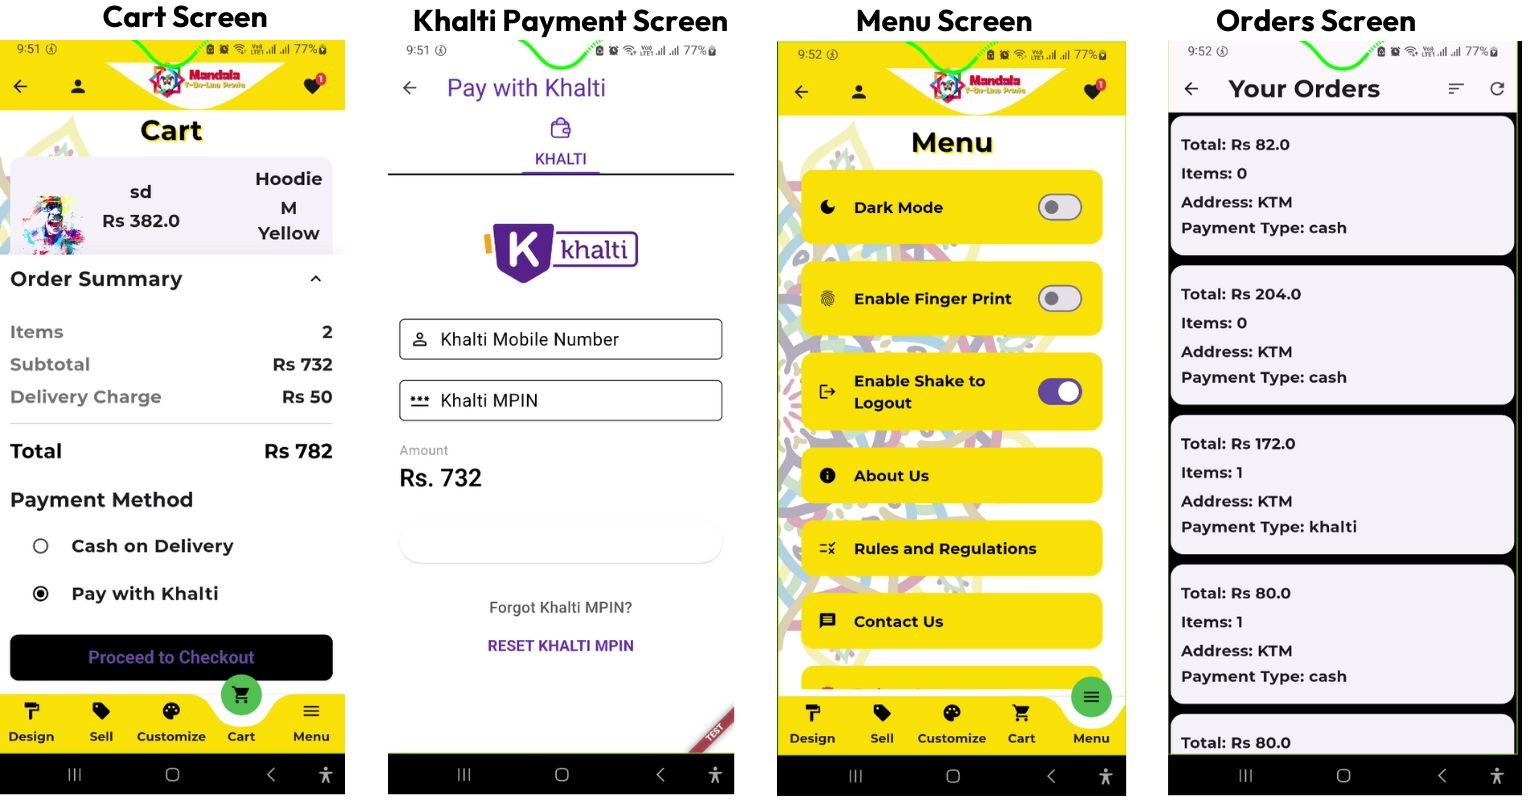 Cart Screen
9:51
77%
Mandala
T-On-Line Prints
1
Cart
sd
Rs 382.0
Hoodie
M
Yellow
Order Summary
Items 2
Subtotal Rs 732
Delivery Charge Rs 50
Total Rs 782
Payment Method
Cash on Delivery
Pay with Khalti
Proceed to Checkout
Design Sell Customize Cart Menu
Khalti Payment Screen
9:51
77%
Pay with Khalti
KHALTI
K khalti
Khalti Mobile Number
Khalti MPIN
Amount
Rs. 732
Forgot Khalti MPIN?
RESET KHALTI MPIN
TEST
Menu Screen
9:52
77%
Mandala
T-On-Line Prints
1
Menu
Dark Mode
Enable Finger Print
Enable Shake to
Logout
About Us
Rules and Regulations
Contact Us
Design Sell Customize Cart Menu
Orders Screen
9:52
77%
Your Orders
Total: Rs 82.0
Items: 0
Address: KTM
Payment Type: cash
Total: Rs 204.0
Items: 0
Address: KTM
Payment Type: cash
Total: Rs 172.0
Items: 1
Address: KTM
Payment Type: khalti
Total: Rs 80.0
Items: 1
Address: KTM
Payment Type: cash
Total: Rs 80.0